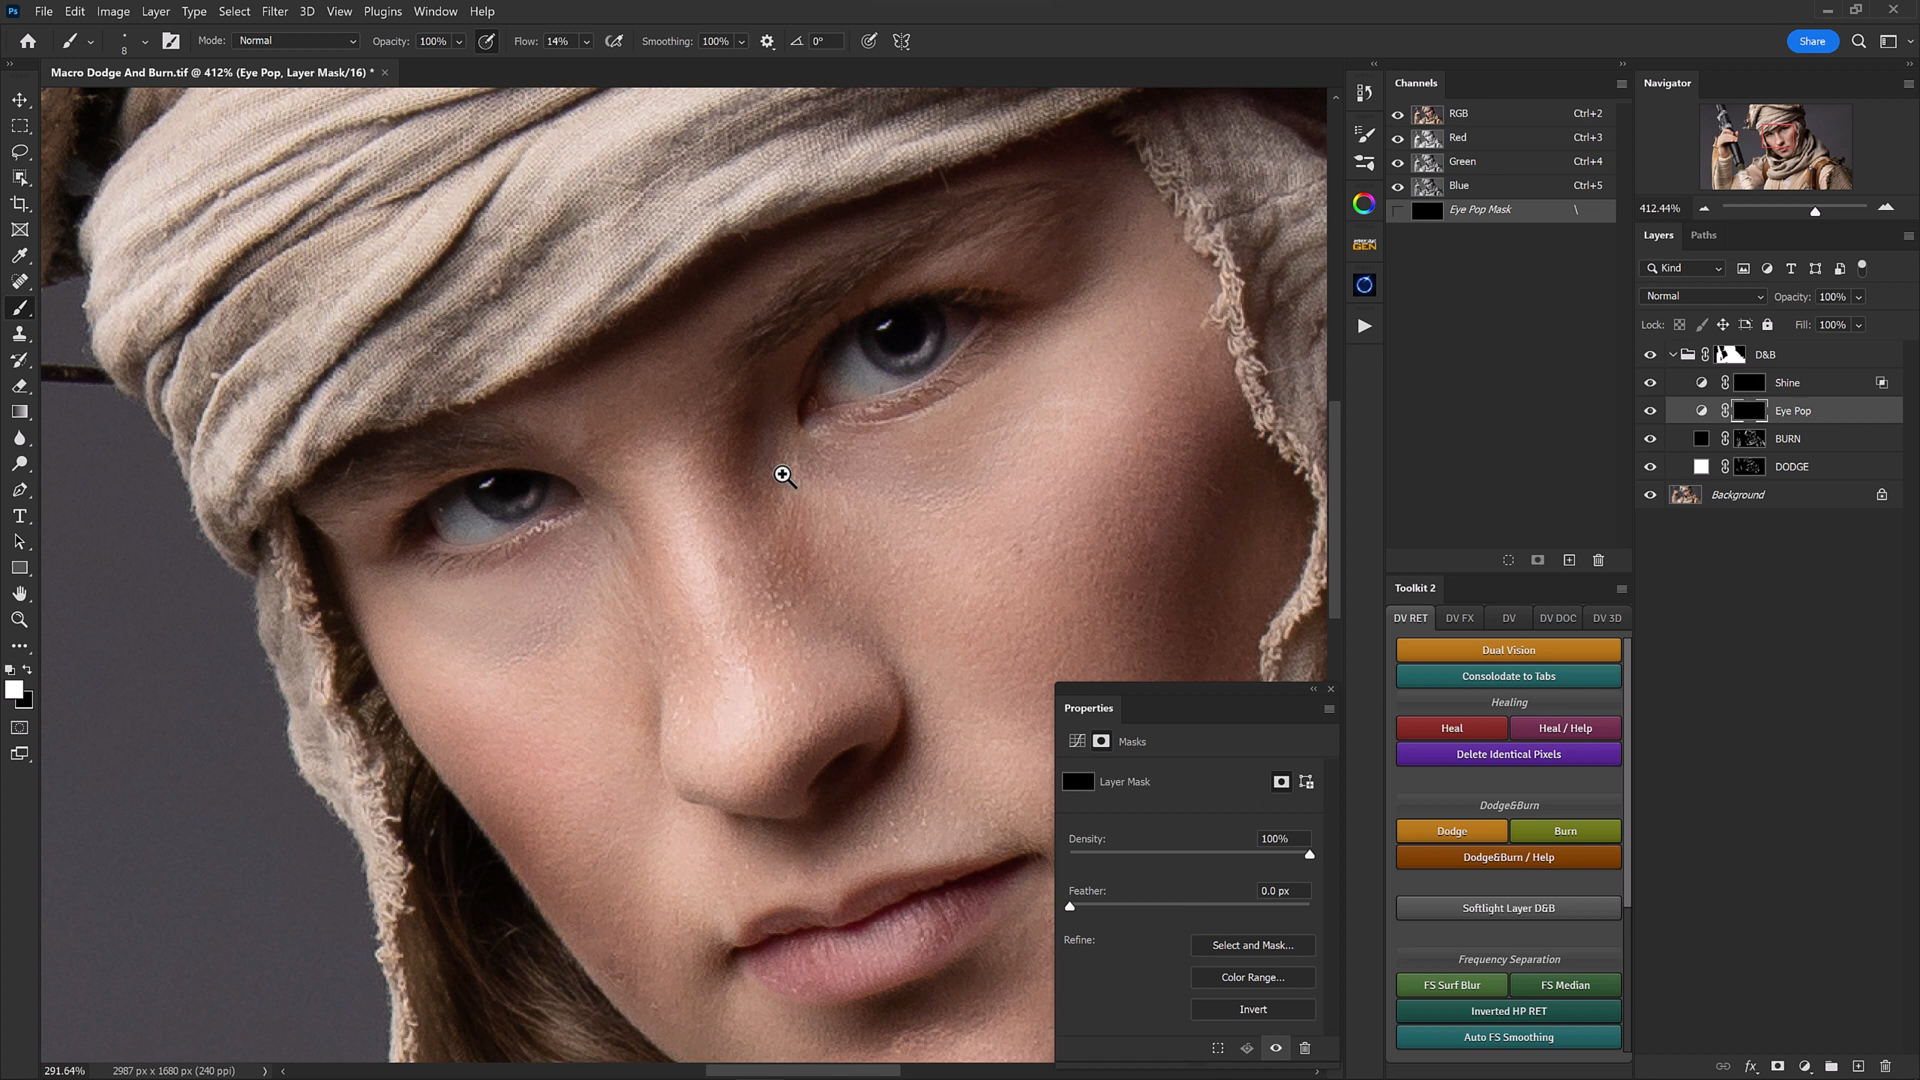 Ps File Edit Image Layer Type Select Filter 3D View Plugins Window Help
8 Mode: Normal Opacity: 100% Flow: 14% Smoothing: 100% 0° Share
Macro Dodge And Burn.tif @ 412% (Eye Pop, Layer Mask/16) *
Channels
RGB Ctrl+2
Red Ctrl+3
Green Ctrl+4
Blue Ctrl+5
Eye Pop Mask \
GEN
Navigator
412.44%
Layers Paths
Kind
Normal Opacity: 100%
Lock: Fill: 100%
D&B
Shine
Eye Pop
BURN
DODGE
Background
Toolkit 2
DV RET DV FX DV DV DOC DV 3D
Dual Vision
Consolodate to Tabs
Healing
Heal Heal / Help
Delete Identical Pixels
Dodge&Burn
Dodge Burn
Dodge&Burn / Help
Softlight Layer D&B
Frequency Separation
FS Surf Blur FS Median
Inverted HP RET
Auto FS Smoothing
Properties
Masks
Layer Mask
Density: 100%
Feather: 0.0 px
Refine: Select and Mask...
Color Range...
Invert
291.64% 2987 px x 1680 px (240 ppi)
fx